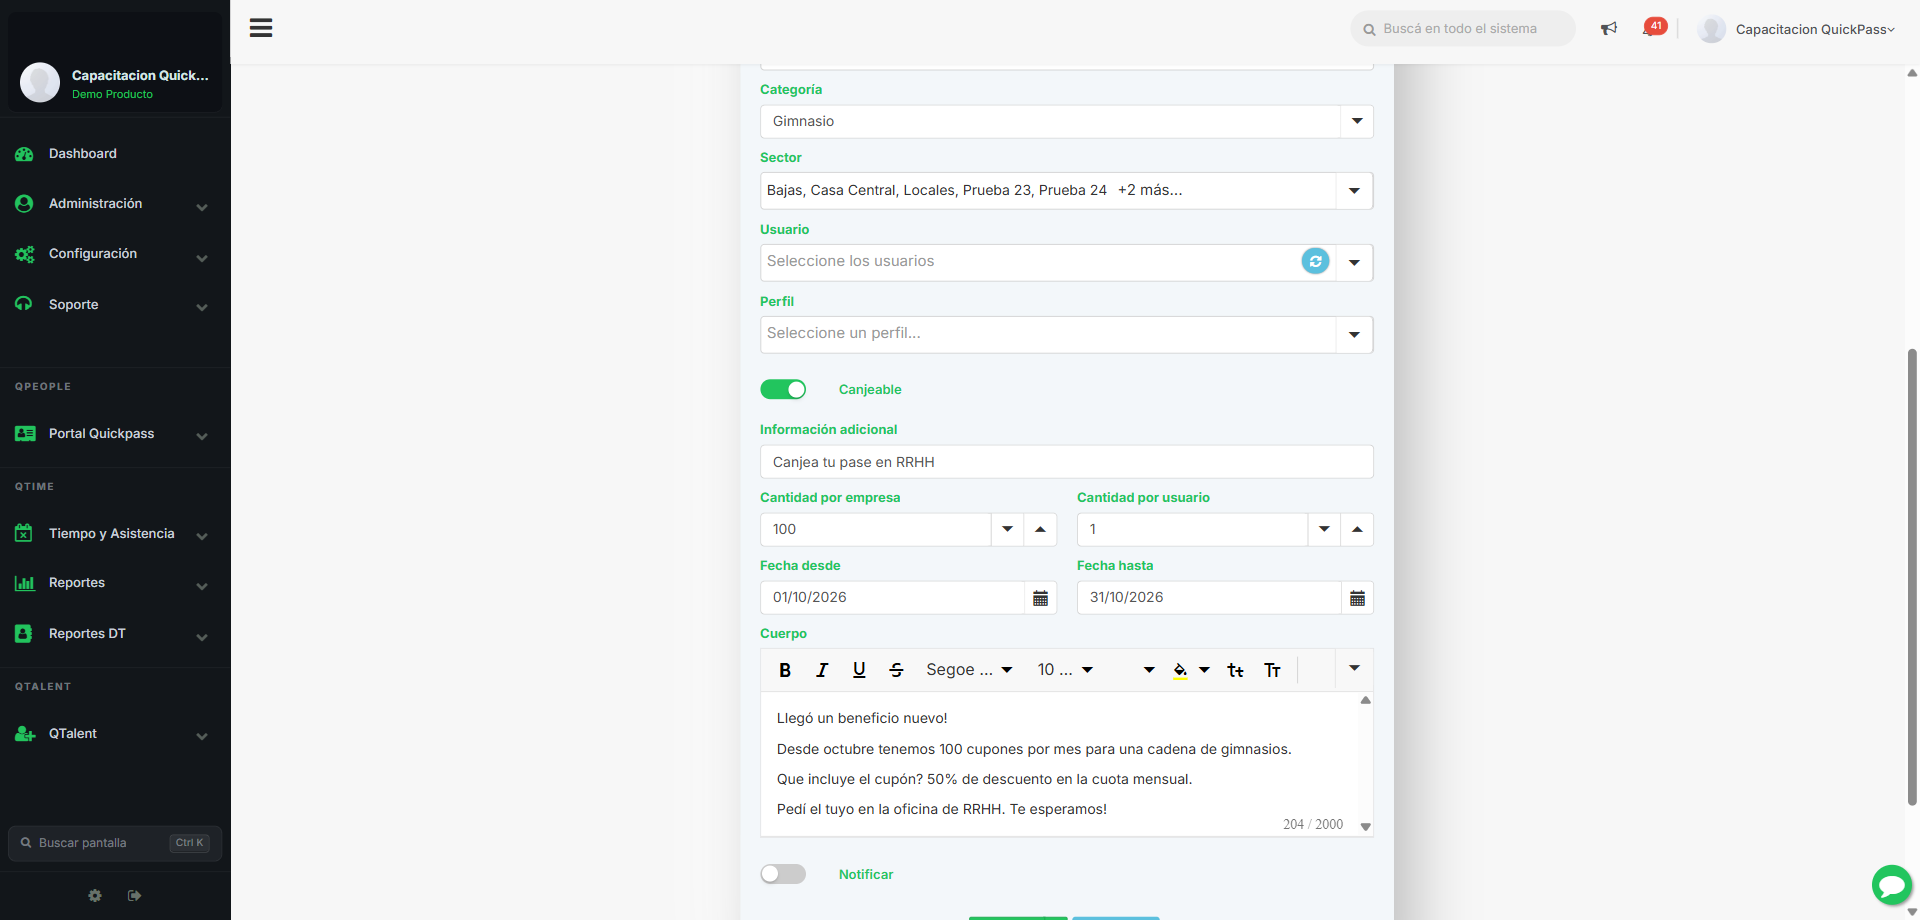 Buscá en todo el sistema
41
Capacitacion QuickPass
Capacitacion Quick...
Demo Producto
Dashboard
Administración
Configuración
Soporte
QPEOPLE
Portal Quickpass
QTIME
Tiempo y Asistencia
Reportes
Reportes DT
QTALENT
QTalent
Buscar pantalla
Ctrl K
Categoría
Gimnasio
Sector
Bajas, Casa Central, Locales, Prueba 23, Prueba 24 +2 más...
Usuario
Seleccione los usuarios
Perfil
Seleccione un perfil...
Canjeable
Información adicional
Canjea tu pase en RRHH
Cantidad por empresa
Cantidad por usuario
100
1
Fecha desde
Fecha hasta
01/10/2026
31/10/2026
Cuerpo
B I U S Segoe ... 10 ... tt TT
Llegó un beneficio nuevo!
Desde octubre tenemos 100 cupones por mes para una cadena de gimnasios.
Que incluye el cupón? 50% de descuento en la cuota mensual.
Pedí el tuyo en la oficina de RRHH. Te esperamos!
204 / 2000
Notificar